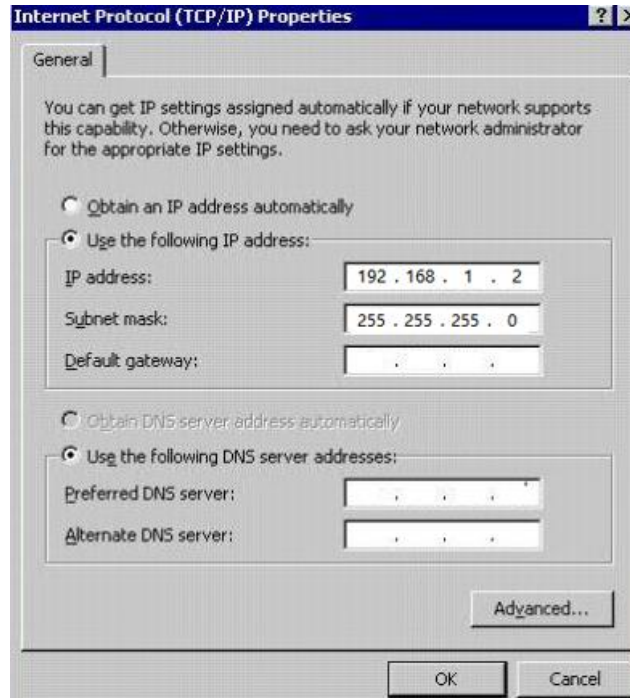 Internet Protocol (TCP/IP) Properties
General
You can get IP settings assigned automatically if your network supports
this capability. Otherwise, you need to ask your network administrator
for the appropriate IP settings.
Obtain an IP address automatically
Use the following IP address:
IP address: 192 . 168 . 1 . 2
Subnet mask: 255 . 255 . 255 . 0
Default gateway: . . .
Obtain DNS server address automatically
Use the following DNS server addresses:
Preferred DNS server: . . .
Alternate DNS server: . . .
Advanced...
OK Cancel